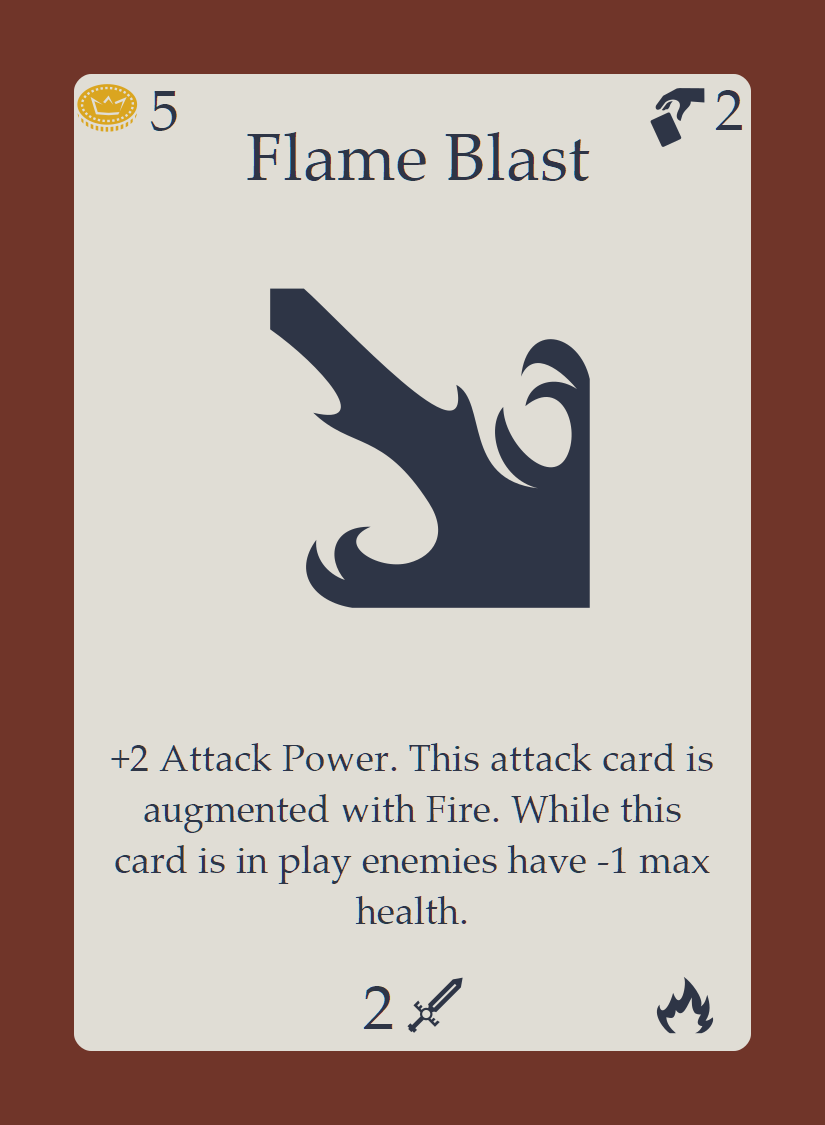 5
2
Flame Blast
+2 Attack Power. This attack card is
augmented with Fire. While this
card is in play enemies have -1 max
health.
2